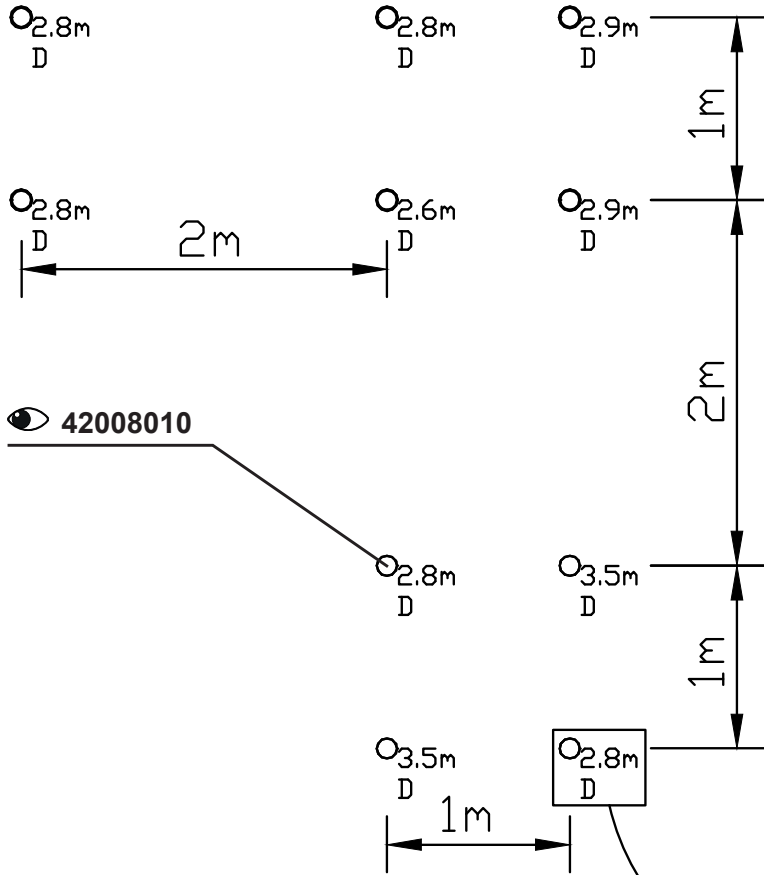 2.8m 2.8m 2.9m
D D D
1m
2.8m 2.6m 2.9m
D D D
2m
2m
42008010
2.8m 3.5m
D D
1m
3.5m 2.8m
D D
1m